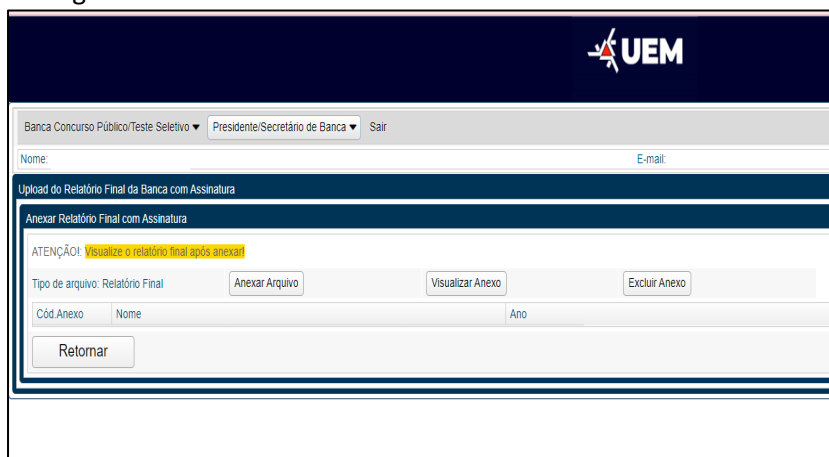 UEM
Banca Concurso Público/Teste Seletivo Presidente/Secretário de Banca Sair
Nome: E-mail:
Upload do Relatório Final da Banca com Assinatura
Anexar Relatório Final com Assinatura
ATENÇÃO!: Visualize o relatório final após anexar!
Tipo de arquivo: Relatório Final Anexar Arquivo Visualizar Anexo Excluir Anexo
Cód.Anexo Nome Ano
Retornar